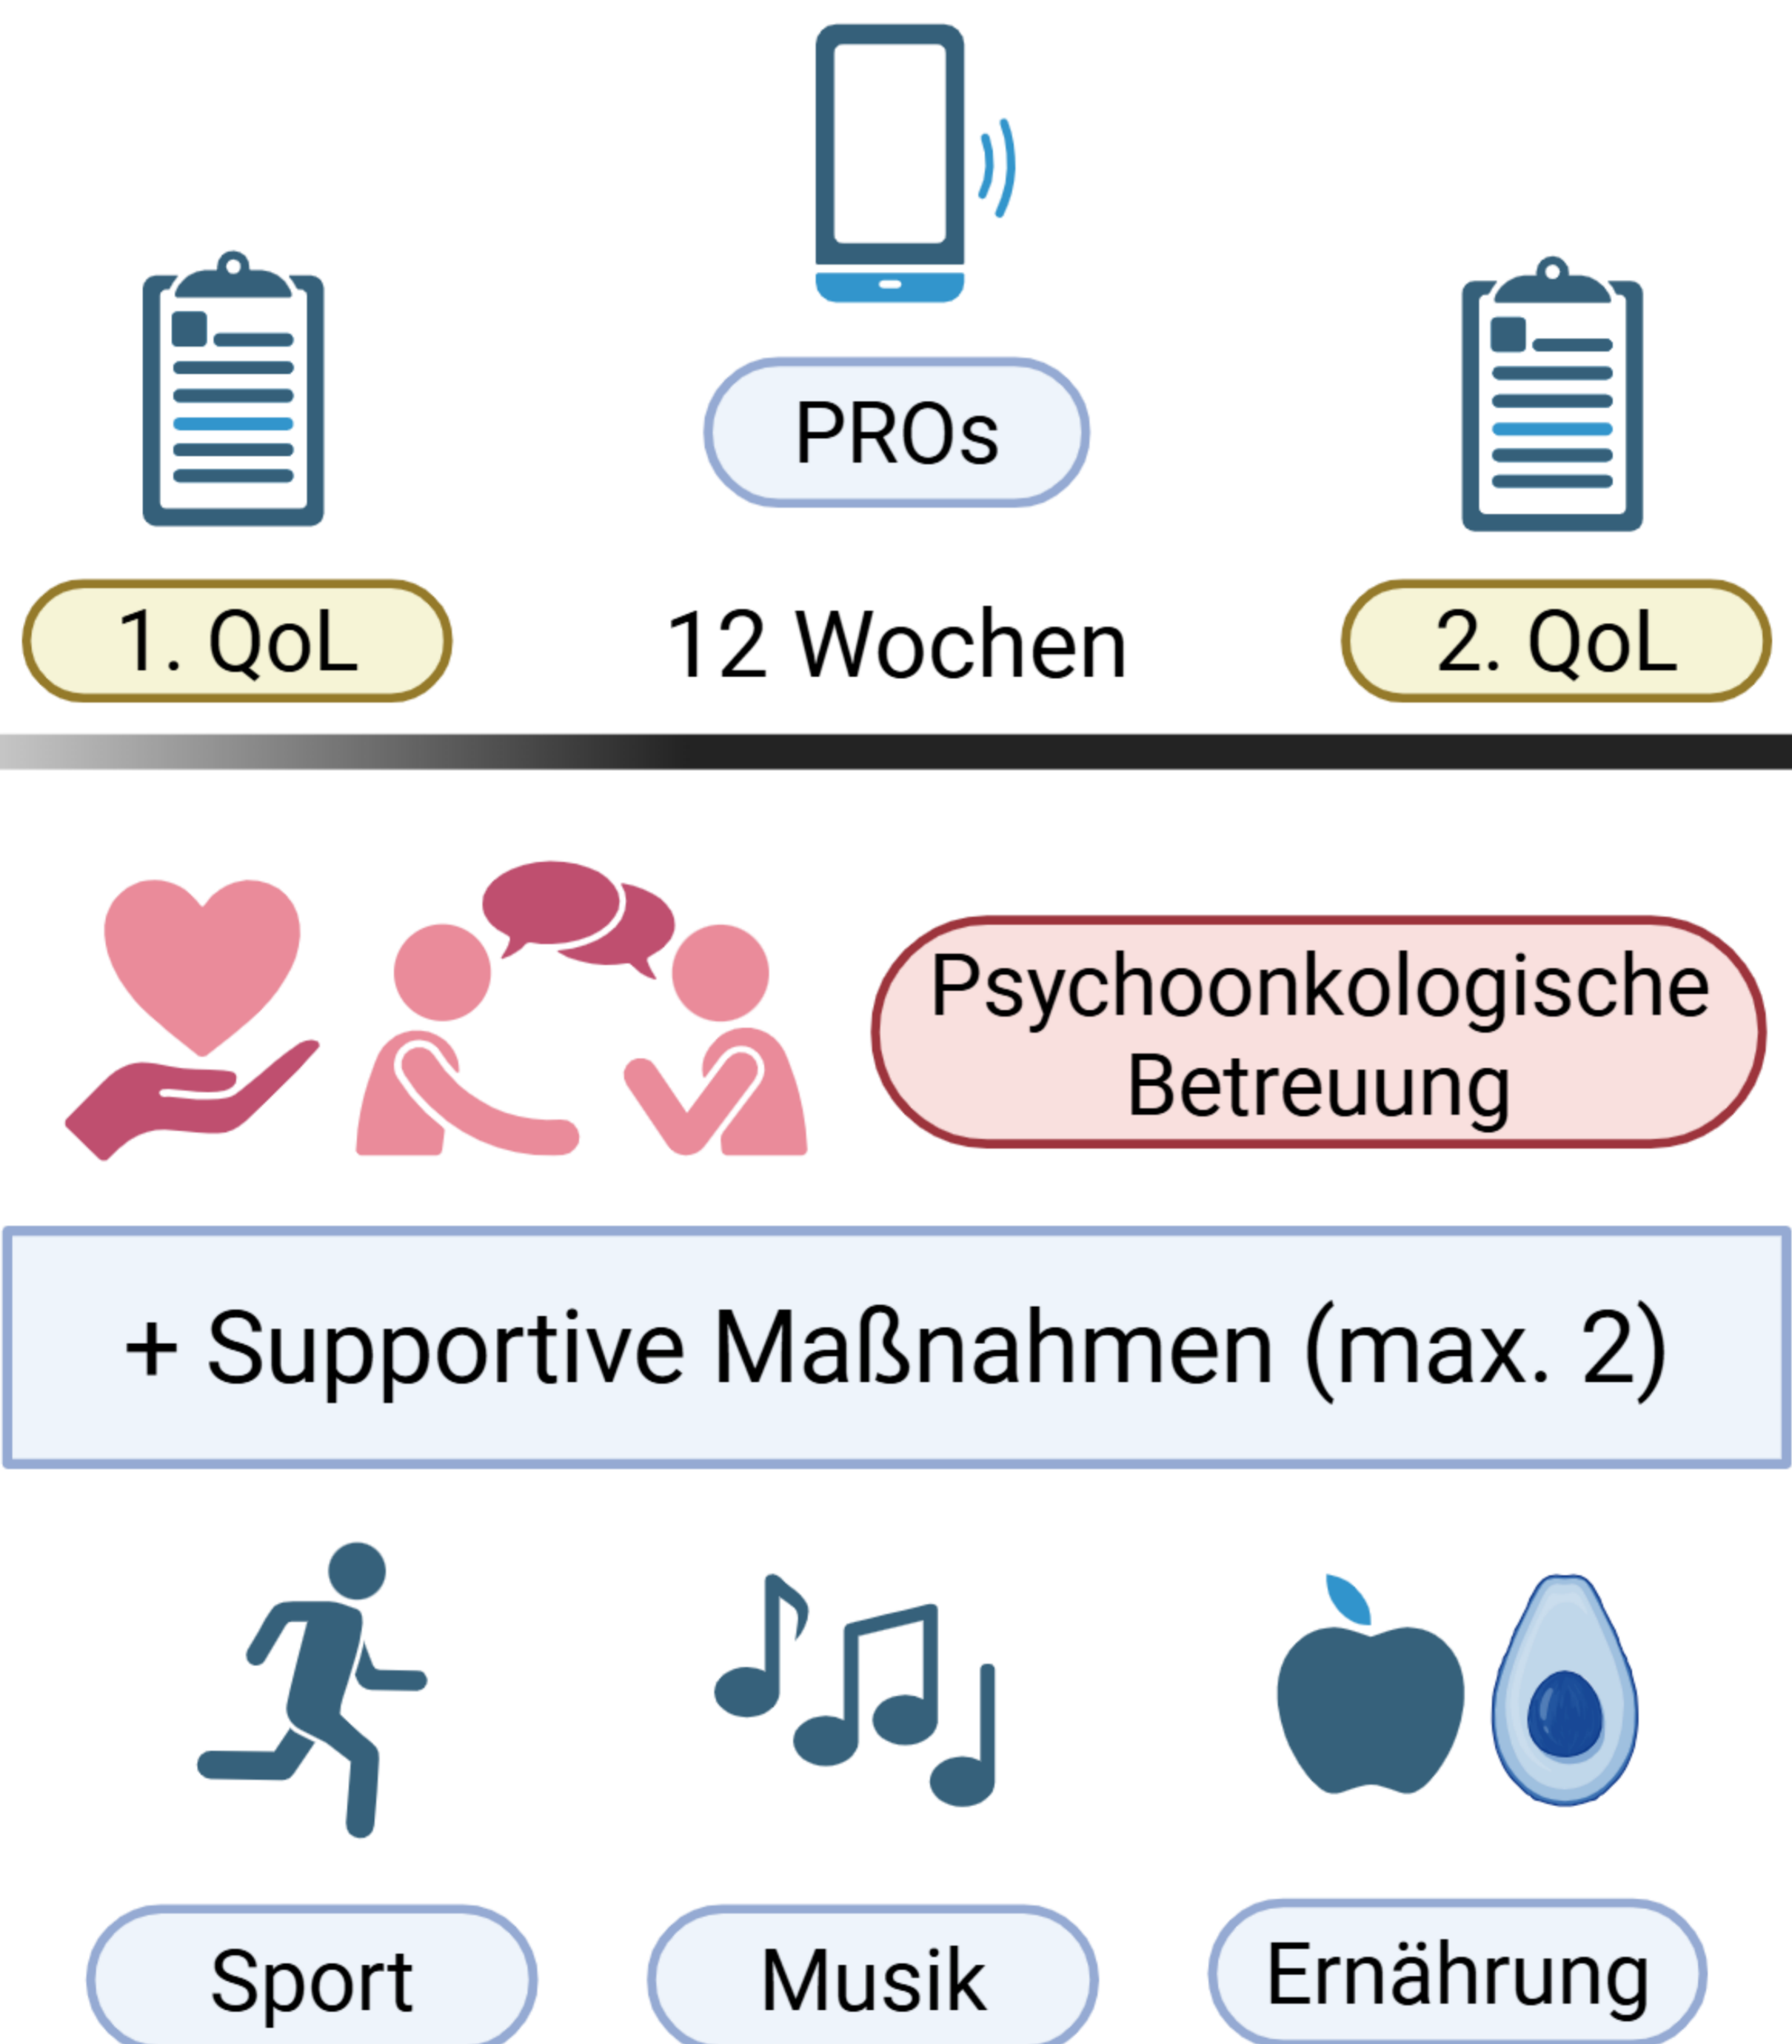 PROs
1. QoL
12 Wochen
2. QoL
Psychoonkologische
Betreuung
+ Supportive Maßnahmen (max. 2)
Sport
Musik
Ernährung